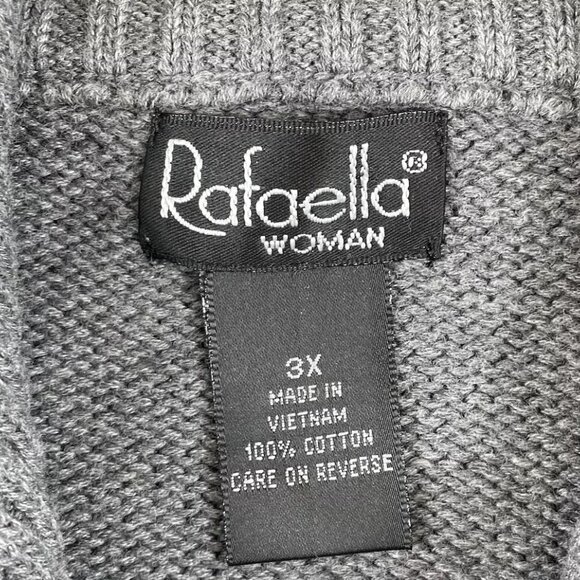 Rafaella®
WOMAN
3X
MADE IN
VIETNAM
100% COTTON
CARE ON REVERSE